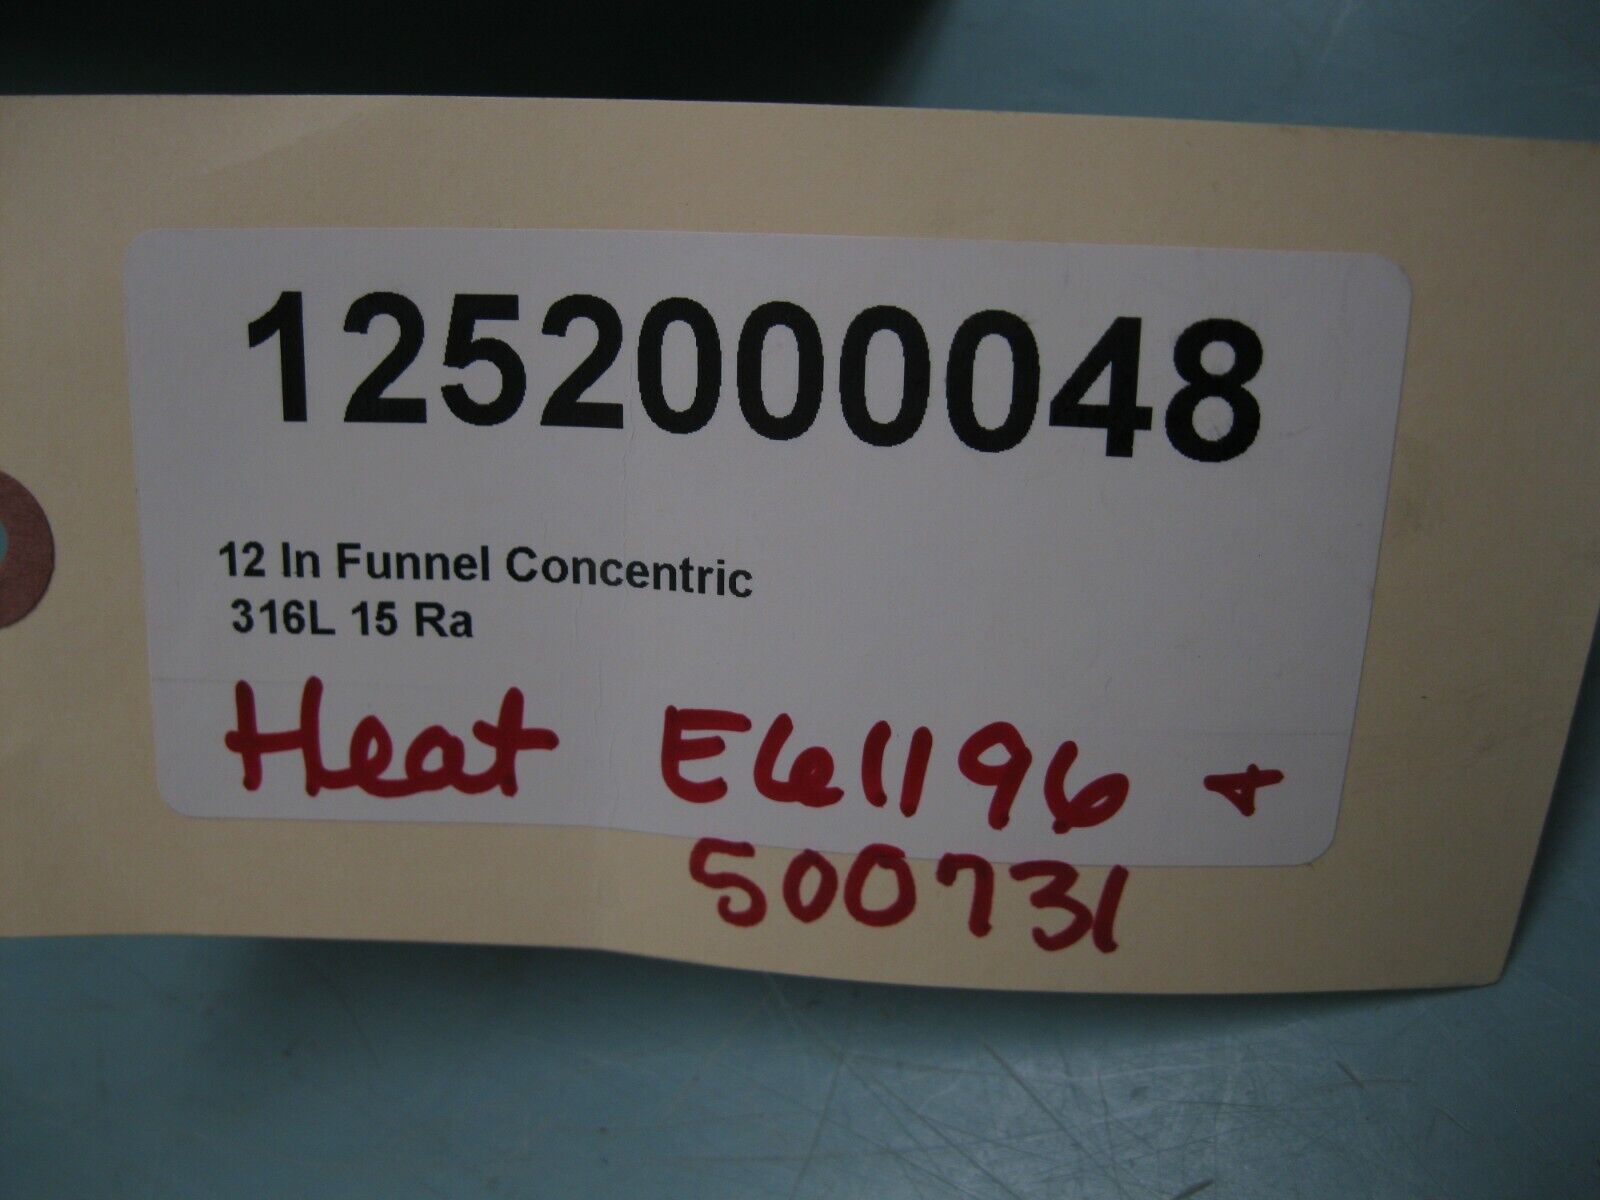 1252000048
12 In Funnel Concentric
316L 15 Ra
Heat E61196 &
500731